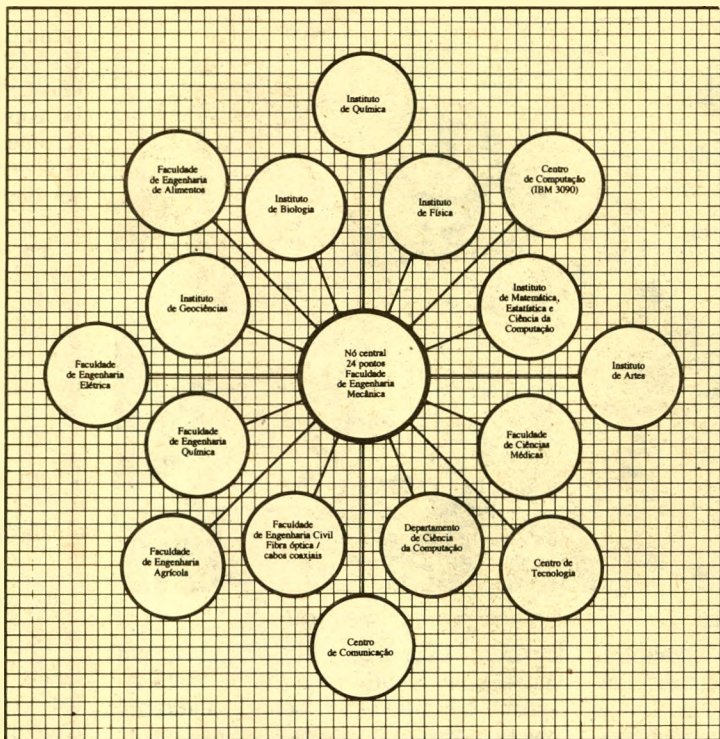 Instituto
de Química
Faculdade
de Engenharia
de Alimentos
Centro
de Computação
(IBM 3090)
Instituto
de Biologia
Instituto
de Física
Instituto
de Geociências
Instituto
de Matemática,
Estatística e
Ciência da
Computação
Faculdade
de Engenharia
Elétrica
Nó central
24 pontos
Faculdade
de Engenharia
Mecânica
Instituto
de Artes
Faculdade
de Engenharia
Química
Faculdade
de Ciências
Médicas
Faculdade
de Engenharia
Agrícola
Faculdade
de Engenharia Civil
Fibra óptica /
cabos coaxiais
Departamento
de Ciência
da Computação
Centro de
Tecnologia
Centro
de Comunicação